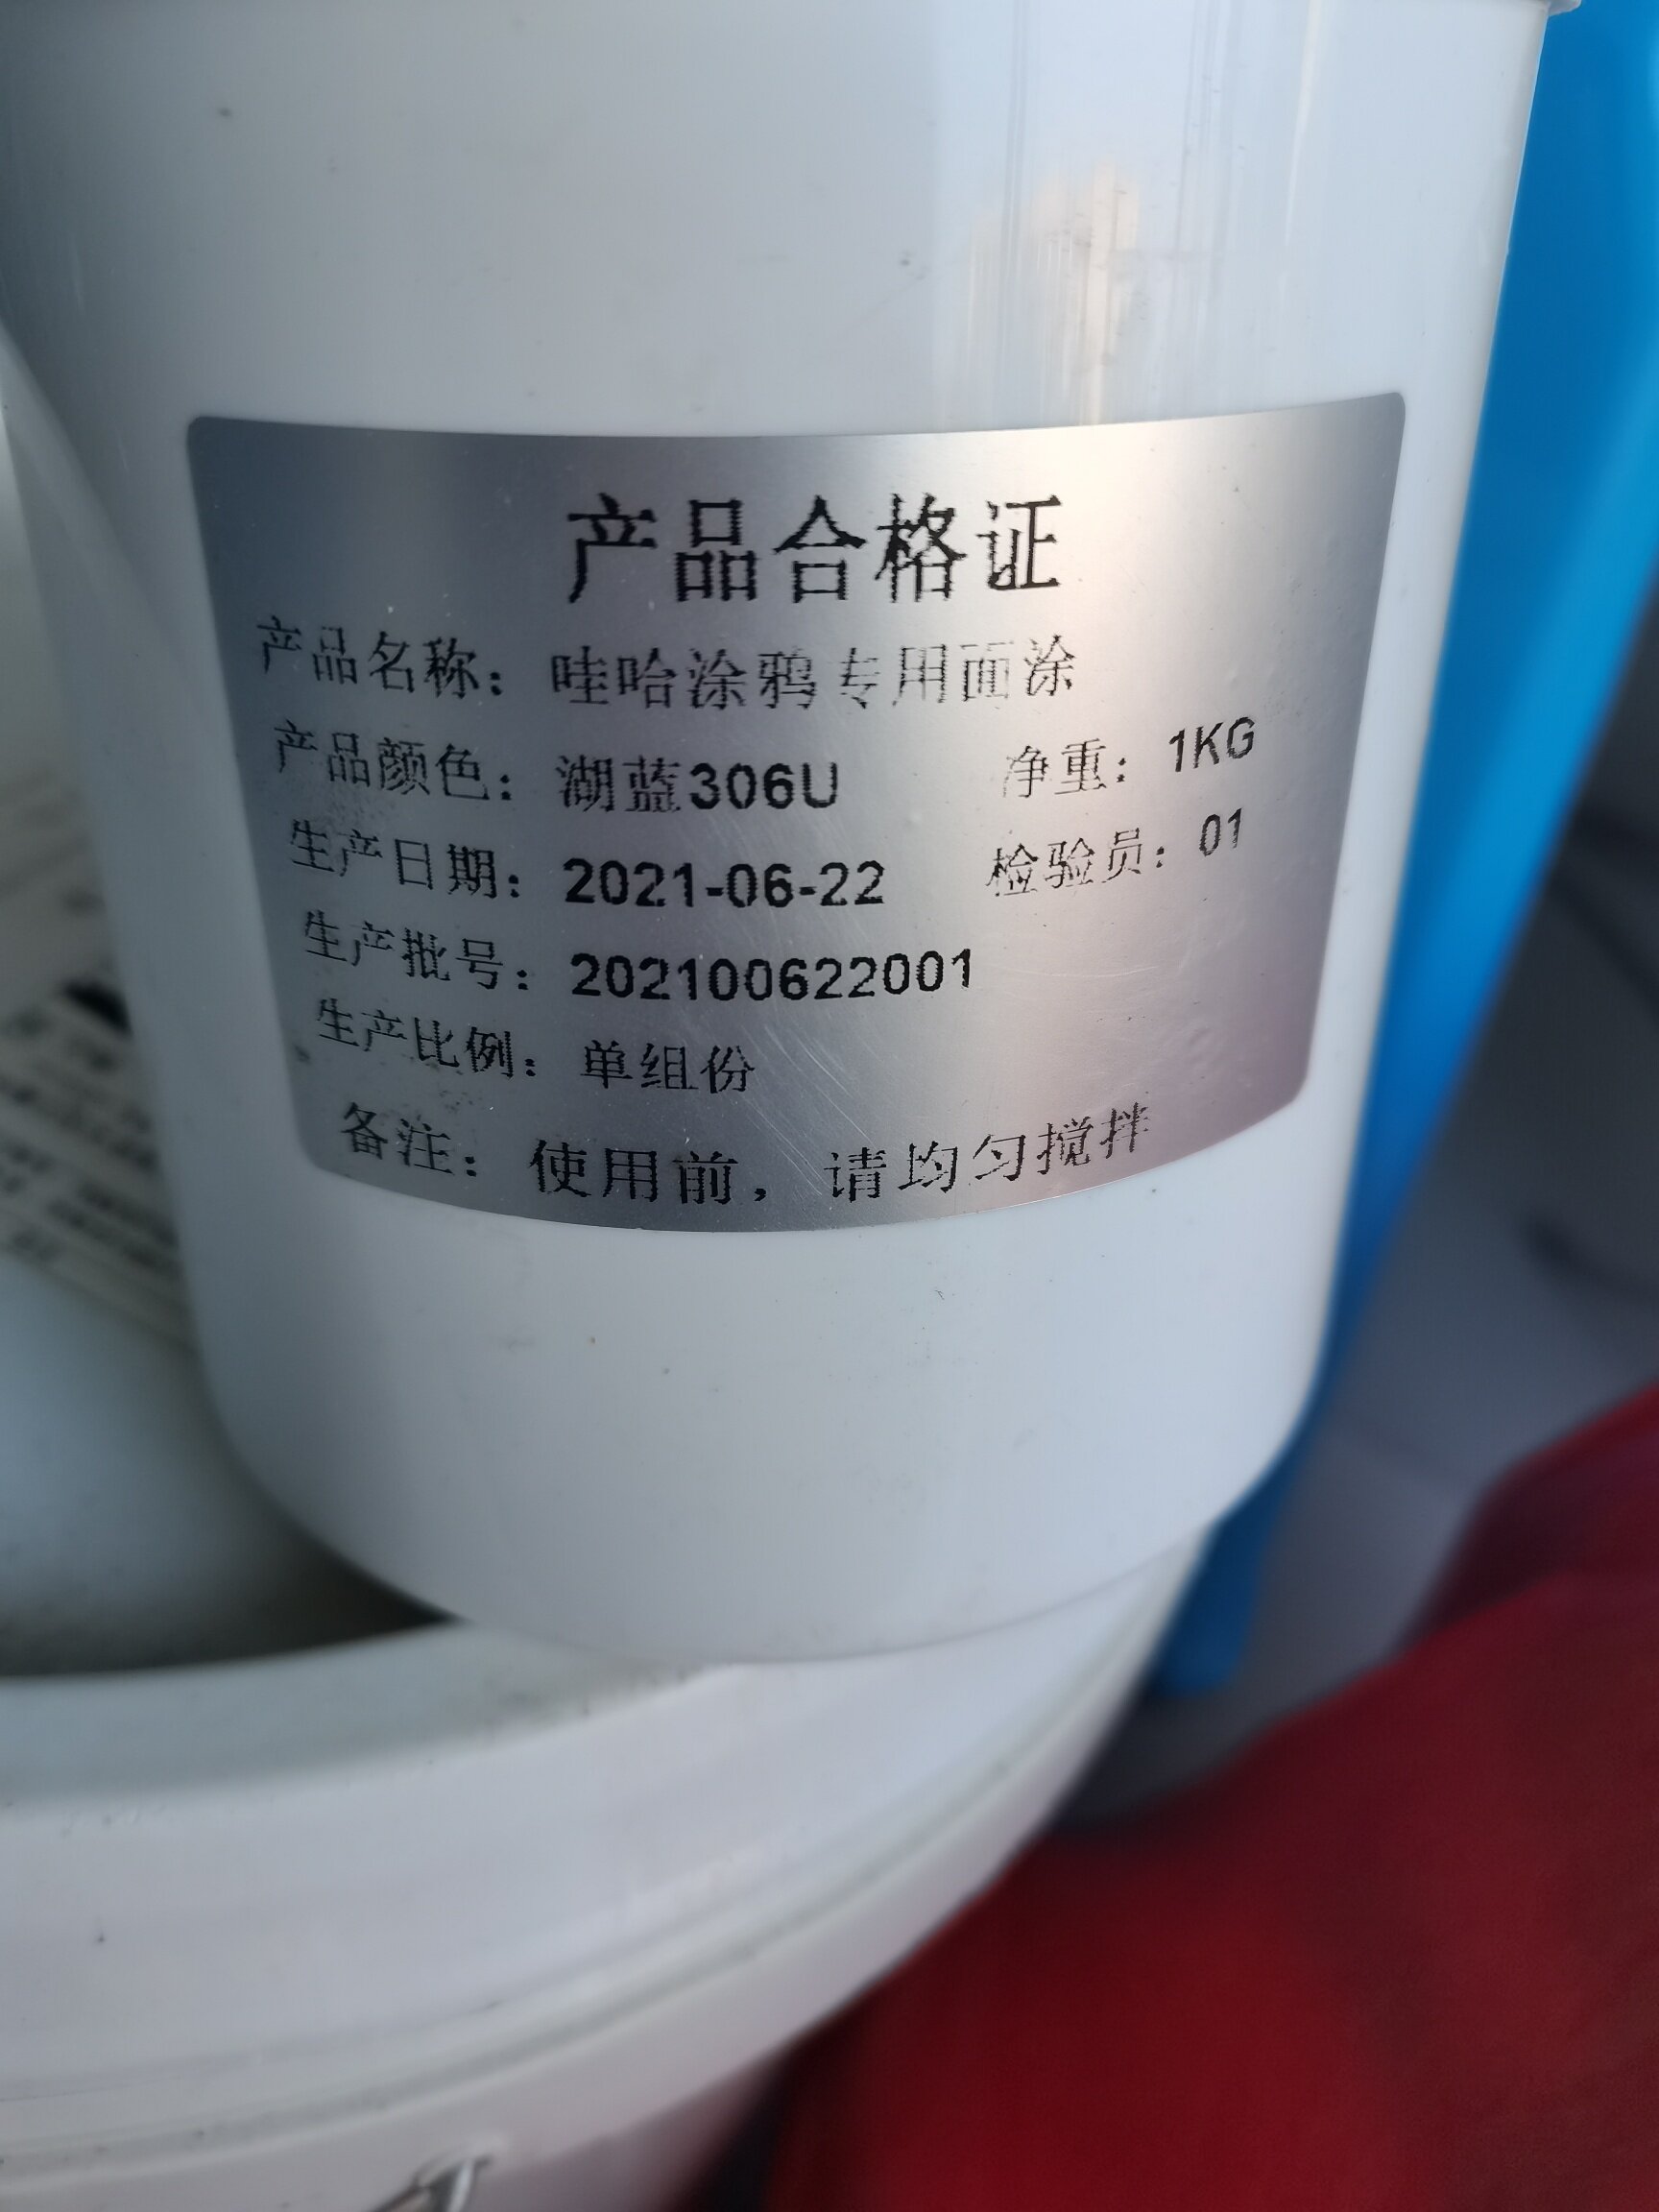 产品合格证
产品名称：哇哈涂鸦专用面涂
产品颜色：湖蓝306U 净重：1KG
生产日期：2021-06-22 检验员：01
生产批号：202100622001
生产比例：单组份
备注：使用前，请均匀搅拌